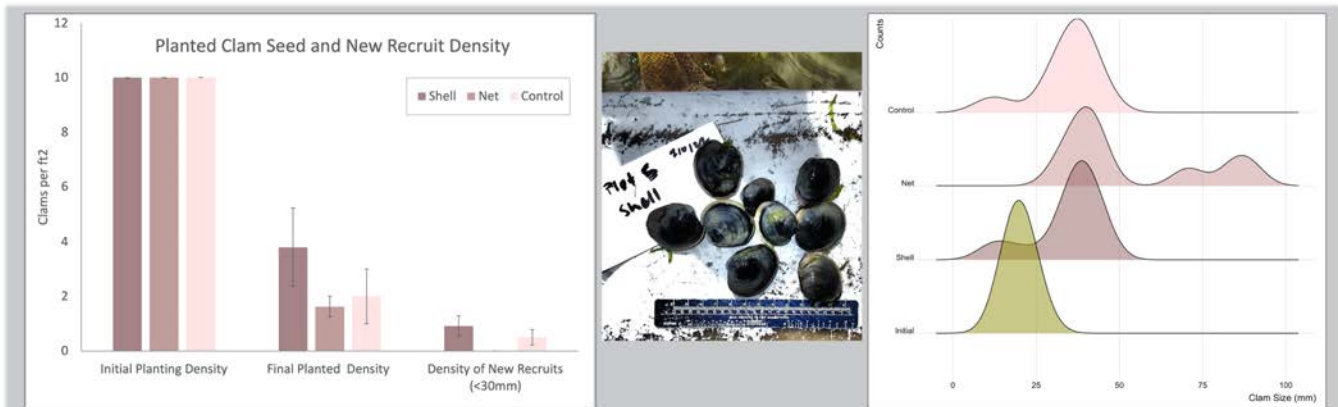 Planted Clam Seed and New Recruit Density
Clams per ft2
12
10
8
6
4
2
0
Shell Net Control
Initial Planting Density
Final Planted Density
Density of New Recruits
(<30mm)
Plot 5
Shell
Counts
Control
Net
Shell
Initial
0 25 50 75 100
Clam Size (mm)